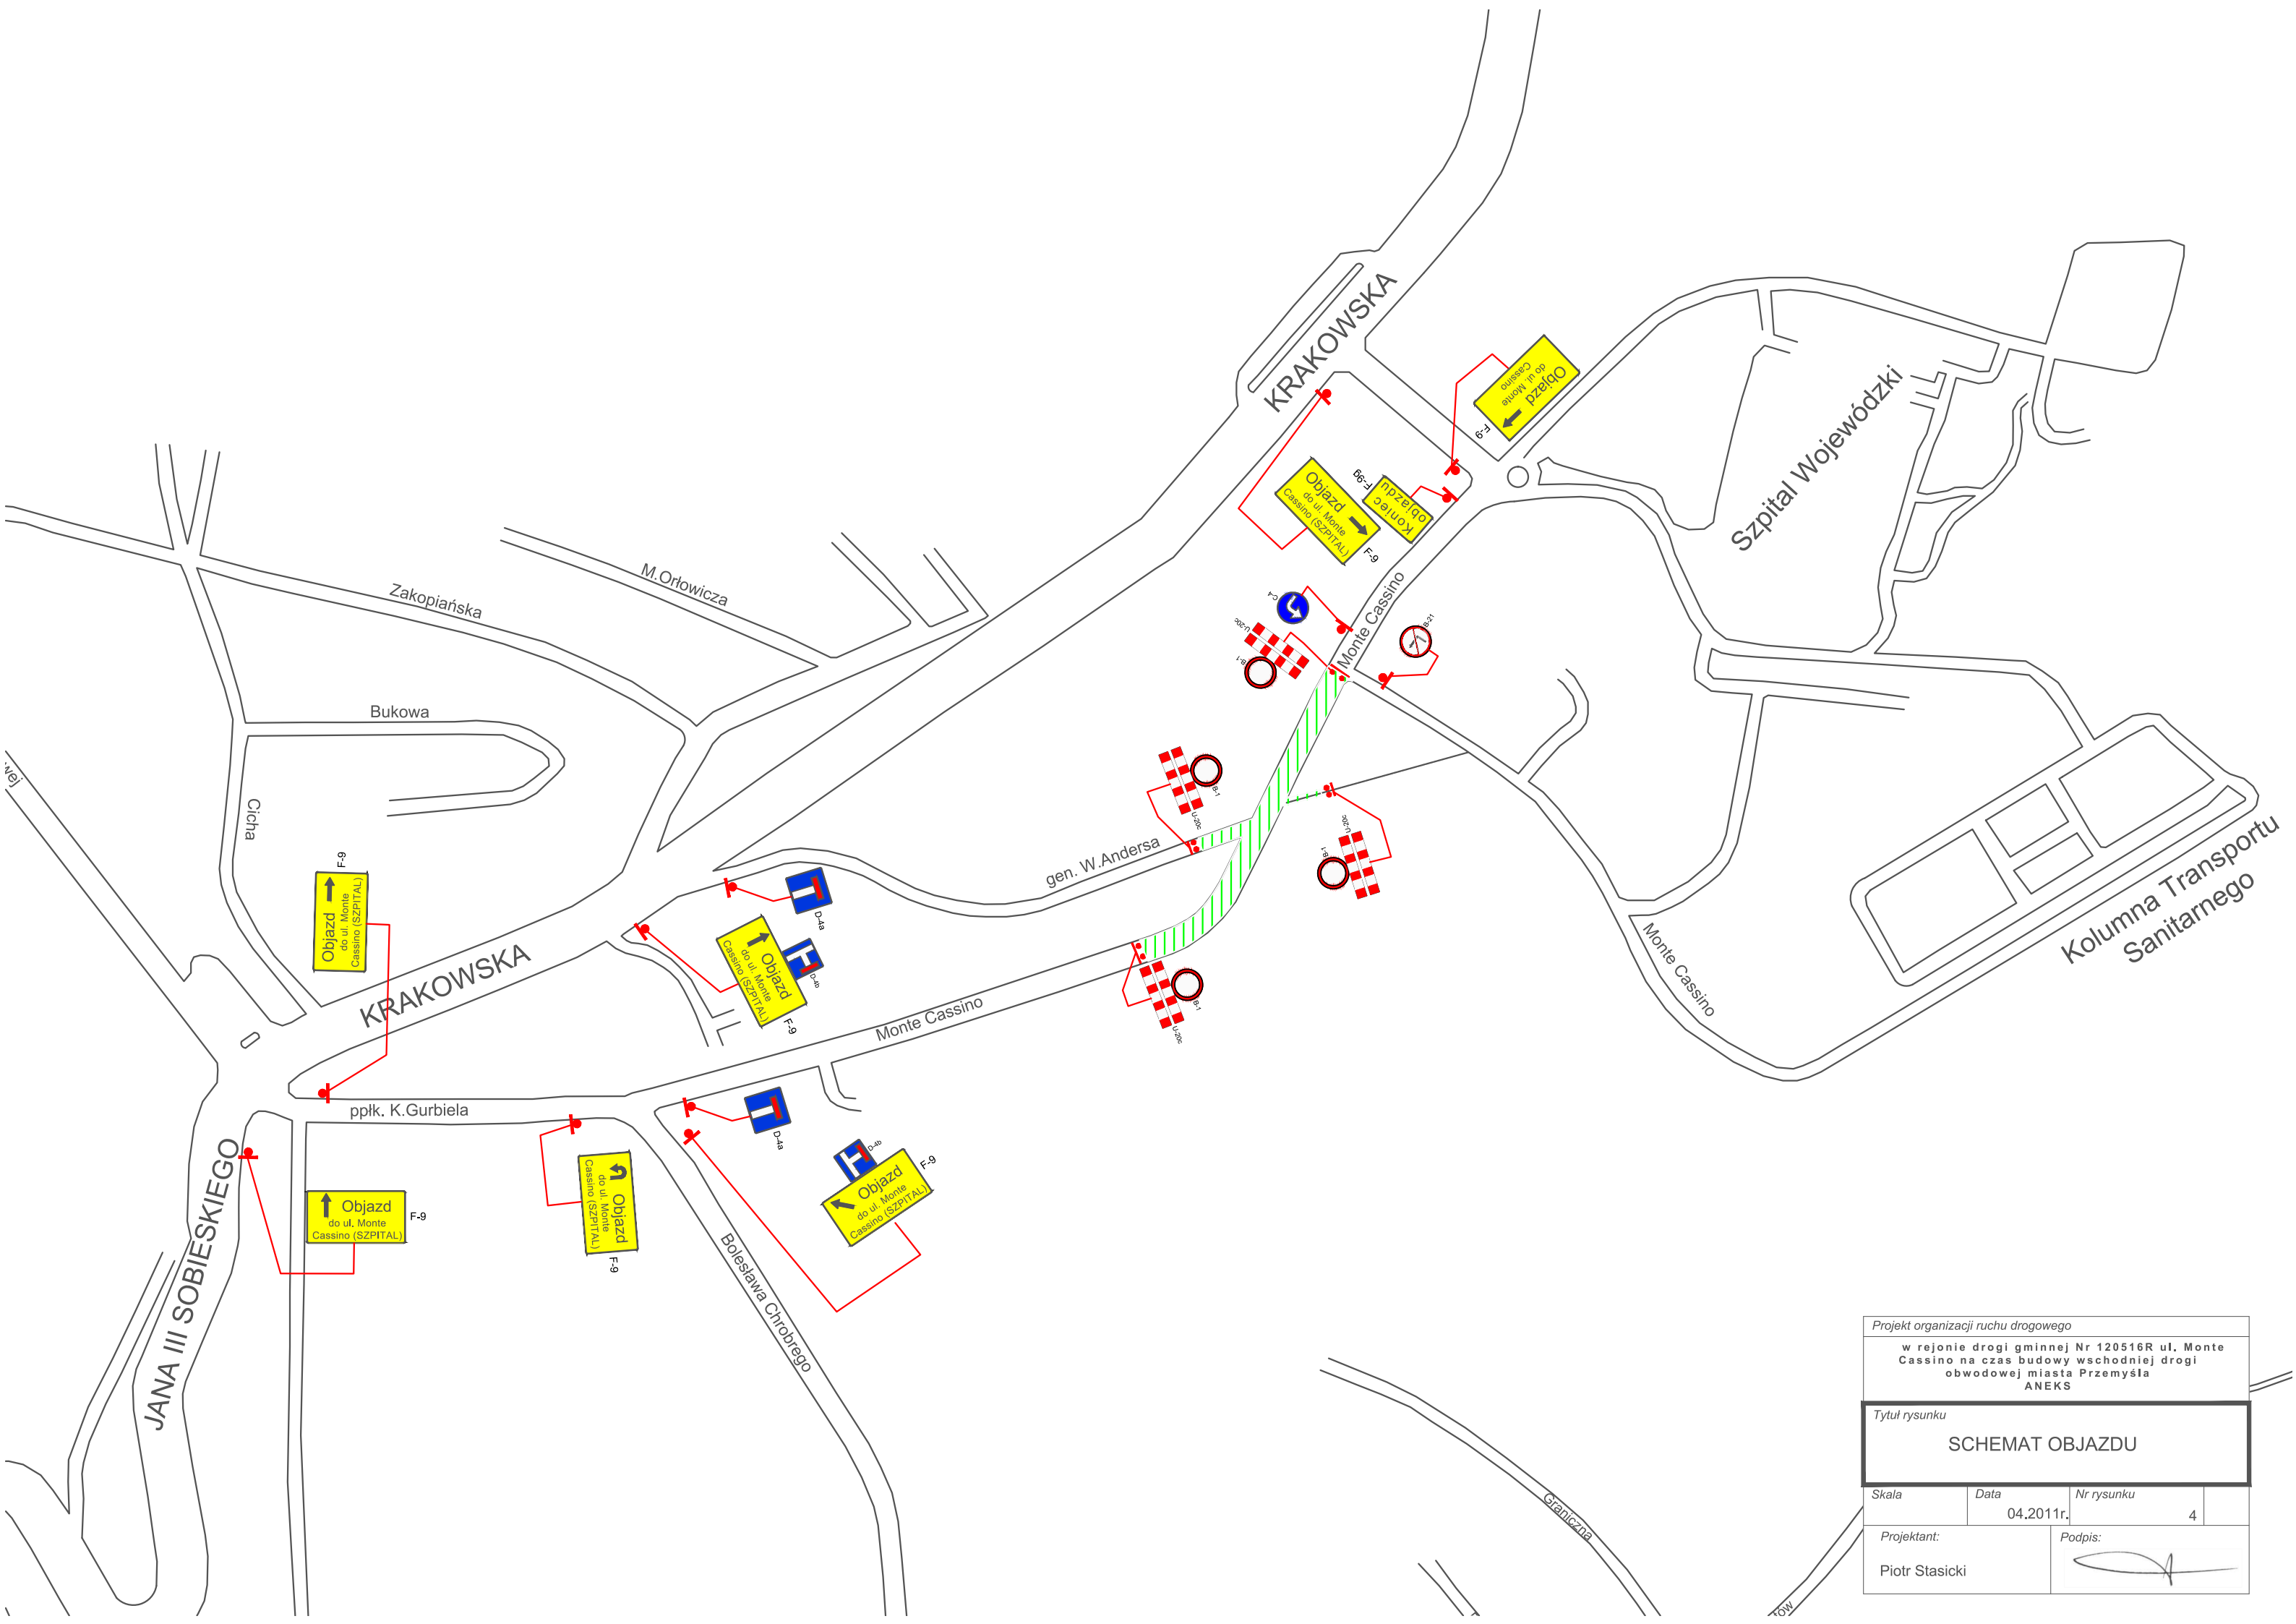 KRAKOWSKA
Objazd
do ul. Monte
Cassino
F-9
Szpital Wojewódzki
Objazd
do ul. Monte
Cassino (SZPITAL)
F-9
Koniec
objazdu
F-9g
M.Orłowicza
Zakopiańska
Monte Cassino
C-4
U-20c
B-1
B-21
Bukowa
Cicha
wej
B-1
U-20c
U-20c
B-1
gen. W.Andersa
F-9
Objazd
do ul. Monte
Cassino (SZPITAL)
D-4a
Objazd
do ul. Monte
Cassino (SZPITAL)
D-4b
F-9
KRAKOWSKA
Monte Cassino
B-1
U-20c
Monte Cassino
Kolumna Transportu
Sanitarnego
ppłk. K.Gurbiela
D-4a
D-4b
Objazd
do ul. Monte
Cassino (SZPITAL)
F-9
Objazd
do ul. Monte
Cassino (SZPITAL)
F-9
Objazd
do ul. Monte
Cassino (SZPITAL)
F-9
JANA III SOBIESKIEGO
Bolesława Chrobrego
Graniczna
ów
Projekt organizacji ruchu drogowego
w rejonie drogi gminnej Nr 120516R ul. Monte
Cassino na czas budowy wschodniej drogi
obwodowej miasta Przemyśla
ANEKS
Tytuł rysunku
SCHEMAT OBJAZDU
Skala Data Nr rysunku
04.2011r. 4
Projektant: Podpis:
Piotr Stasicki